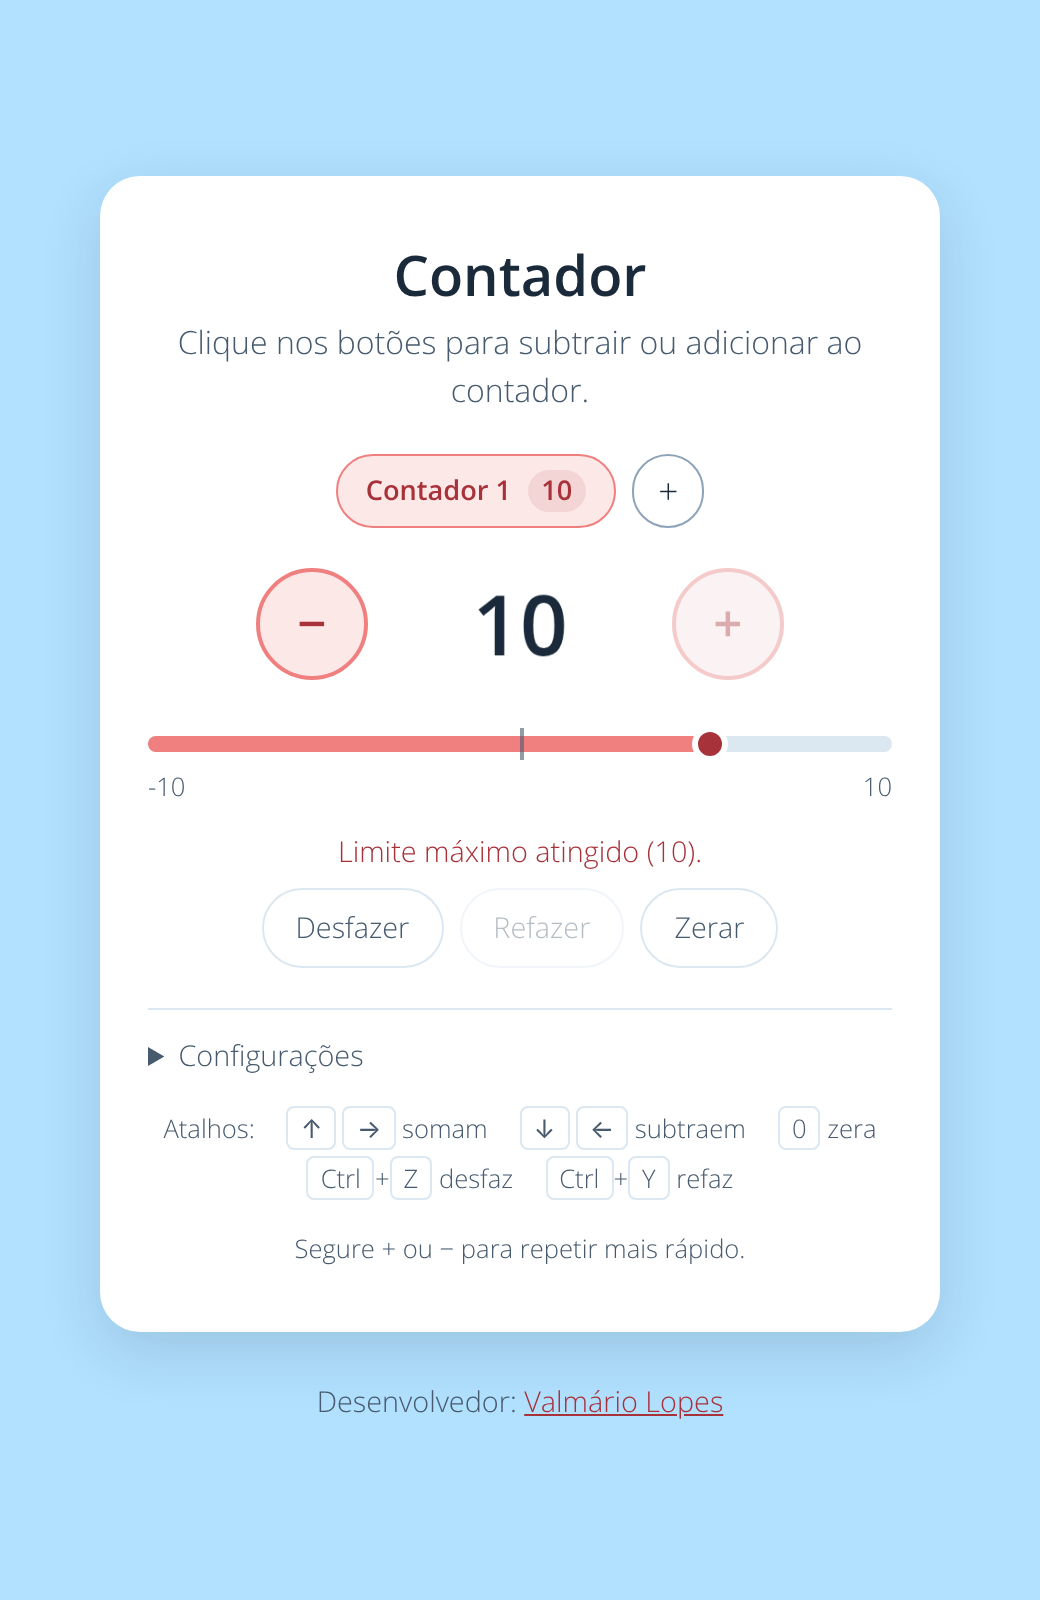 Contador
Clique nos botões para subtrair ou adicionar ao
contador.
Contador 1 10 +
− 10 +
-10 10
Limite máximo atingido (10).
Desfazer Refazer Zerar
▶ Configurações
Atalhos: ↑ → somam ↓ ← subtraem 0 zera
Ctrl + Z desfaz Ctrl + Y refaz
Segure + ou − para repetir mais rápido.
Desenvolvedor: Valmário Lopes